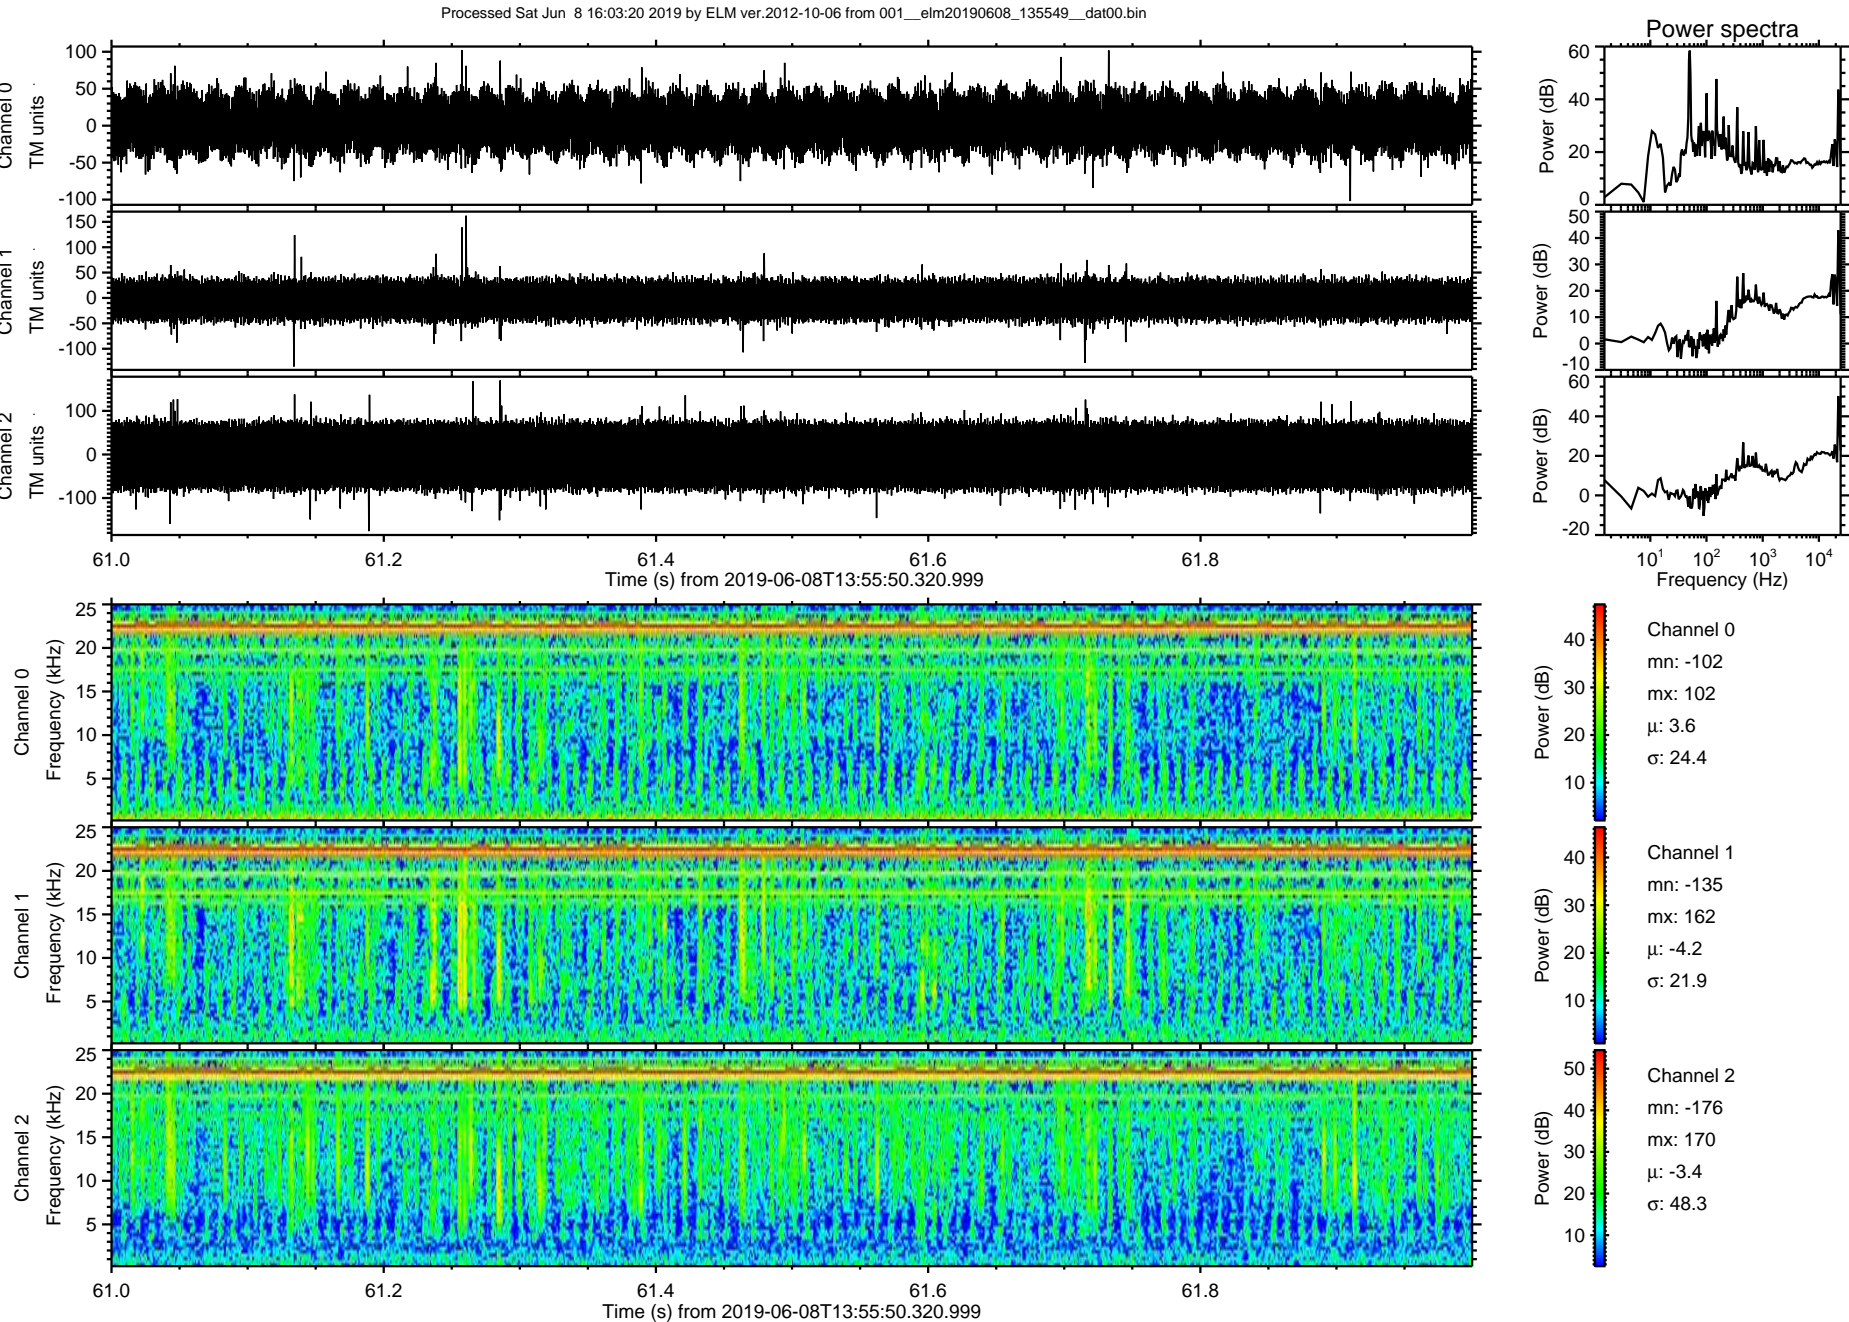 Processed Sat Jun  8 16:03:20 2019 by ELM ver.2012-10-06 from 001__elm20190608_135549__dat00.bin
Power spectra
Channel 0
TM units
100
50
0
-50
-100
Power (dB)
60
40
20
0
Channel 1
TM units
150
100
50
0
-50
-100
Power (dB)
50
40
30
20
10
0
-10
Channel 2
TM units
100
0
-100
Power (dB)
60
40
20
0
-20
61.0 61.2 61.4 61.6 61.8
Time (s) from 2019-06-08T13:55:50.320.999
10^1 10^2 10^3 10^4
Frequency (Hz)
Channel 0
Frequency (kHz)
25
20
15
10
5
Power (dB)
40
30
20
10
Channel 0
mn: -102
mx: 102
μ: 3.6
σ: 24.4
Channel 1
Frequency (kHz)
25
20
15
10
5
Power (dB)
40
30
20
10
Channel 1
mn: -135
mx: 162
μ: -4.2
σ: 21.9
Channel 2
Frequency (kHz)
25
20
15
10
5
Power (dB)
50
40
30
20
10
Channel 2
mn: -176
mx: 170
μ: -3.4
σ: 48.3
61.0 61.2 61.4 61.6 61.8
Time (s) from 2019-06-08T13:55:50.320.999